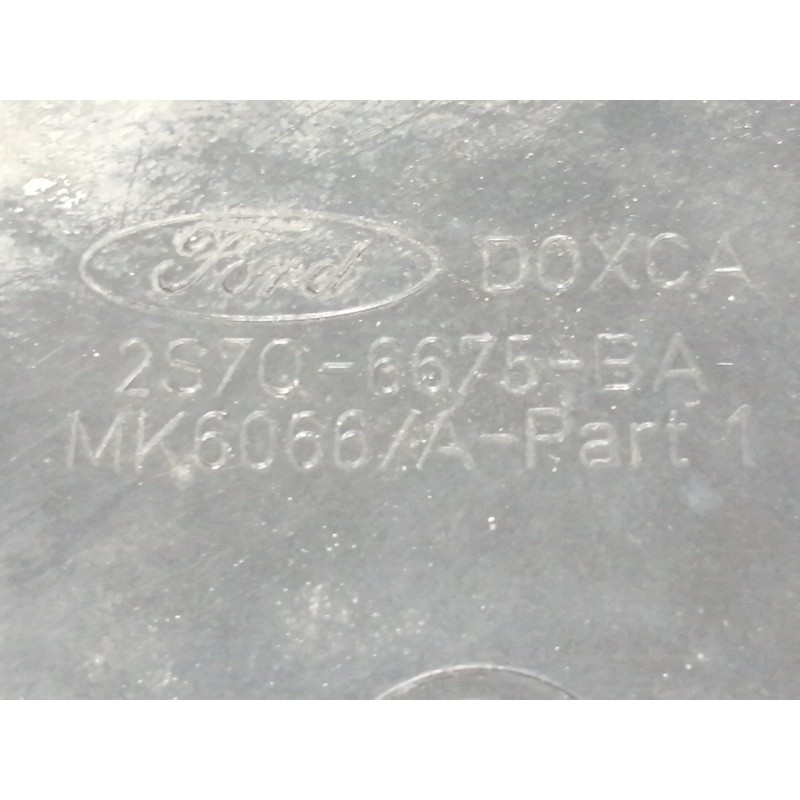 Ford DOXCA
2S7Q-6675-BA-
MK6066/A-Part 1